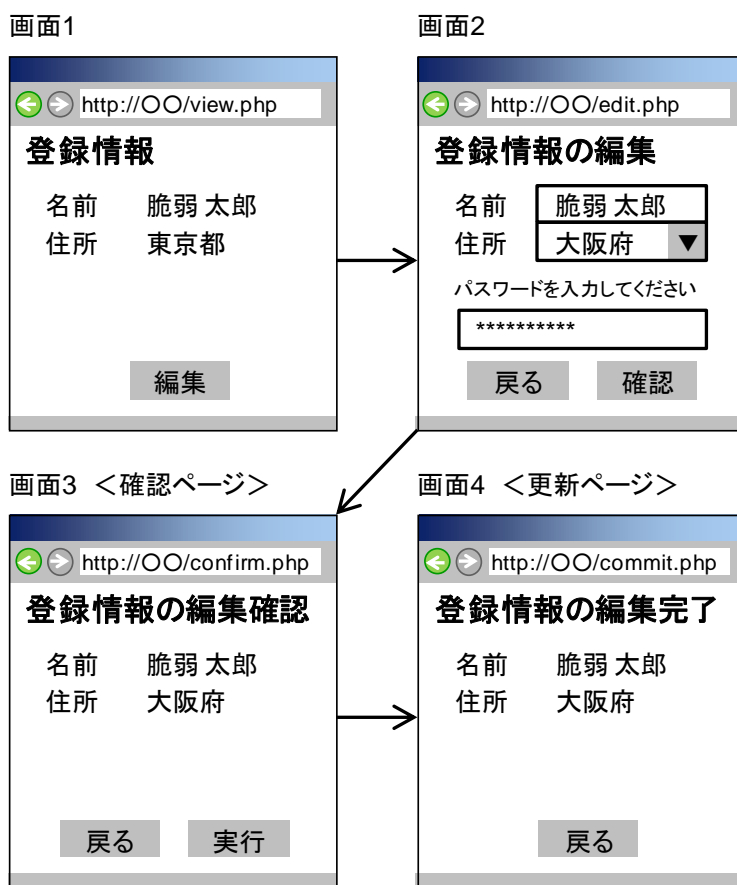 画面1
http://〇〇/view.php
登録情報
名前 脆弱 太郎
住所 東京都
編集
画面2
http://〇〇/edit.php
登録情報の編集
名前 脆弱 太郎
住所 大阪府 ▼
パスワードを入力してください
**********
戻る 確認
画面3 <確認ページ>
http://〇〇/confirm.php
登録情報の編集確認
名前 脆弱 太郎
住所 大阪府
戻る 実行
画面4 <更新ページ>
http://〇〇/commit.php
登録情報の編集完了
名前 脆弱 太郎
住所 大阪府
戻る